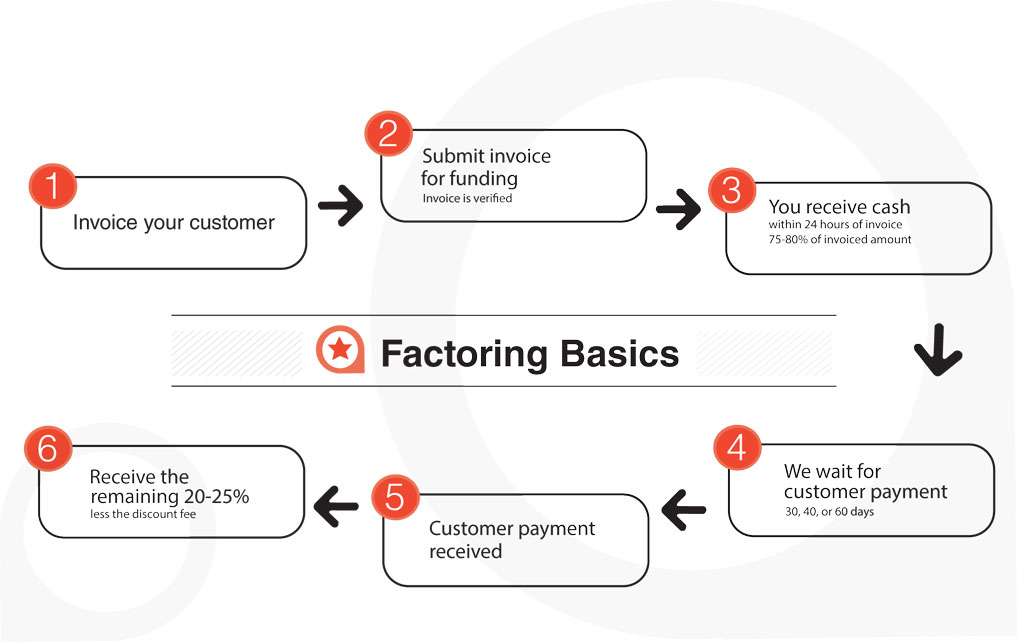 1
Invoice your customer
2
Submit invoice
for funding
Invoice is verified
3
You receive cash
within 24 hours of invoice
75-80% of invoiced amount
Factoring Basics
4
We wait for
customer payment
30, 40, or 60 days
5
Customer payment
received
6
Receive the
remaining 20-25%
less the discount fee